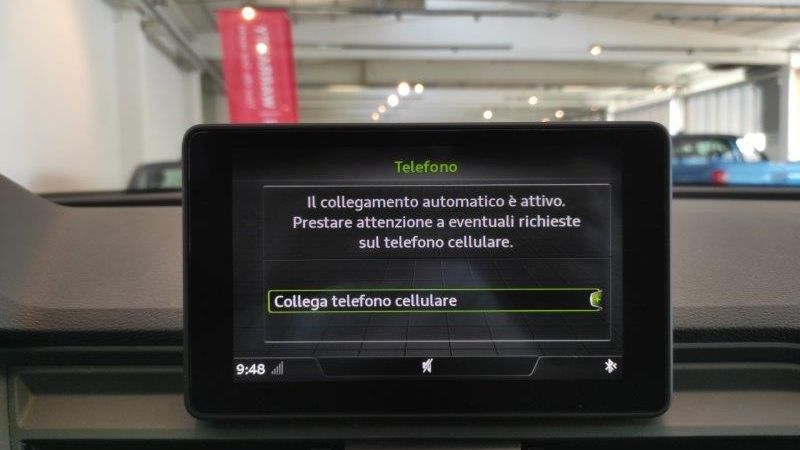 Telefono
Il collegamento automatico è attivo.
Prestare attenzione a eventuali richieste
sul telefono cellulare.
Collega telefono cellulare
9:48